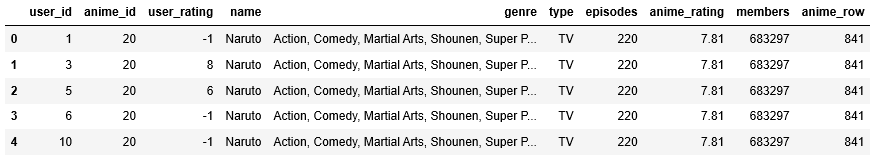 user_id anime_id user_rating name genre type episodes anime_rating members anime_row
0 1 20 -1 Naruto Action, Comedy, Martial Arts, Shounen, Super P... TV 220 7.81 683297 841
1 3 20 8 Naruto Action, Comedy, Martial Arts, Shounen, Super P... TV 220 7.81 683297 841
2 5 20 6 Naruto Action, Comedy, Martial Arts, Shounen, Super P... TV 220 7.81 683297 841
3 6 20 -1 Naruto Action, Comedy, Martial Arts, Shounen, Super P... TV 220 7.81 683297 841
4 10 20 -1 Naruto Action, Comedy, Martial Arts, Shounen, Super P... TV 220 7.81 683297 841